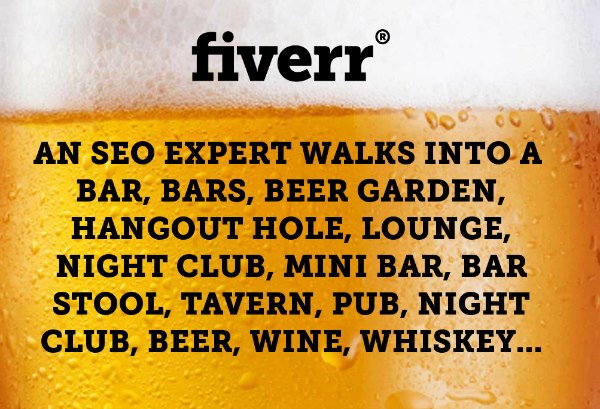 fiverr®
AN SEO EXPERT WALKS INTO A
BAR, BARS, BEER GARDEN,
HANGOUT HOLE, LOUNGE,
NIGHT CLUB, MINI BAR, BAR
STOOL, TAVERN, PUB, NIGHT
CLUB, BEER, WINE, WHISKEY...